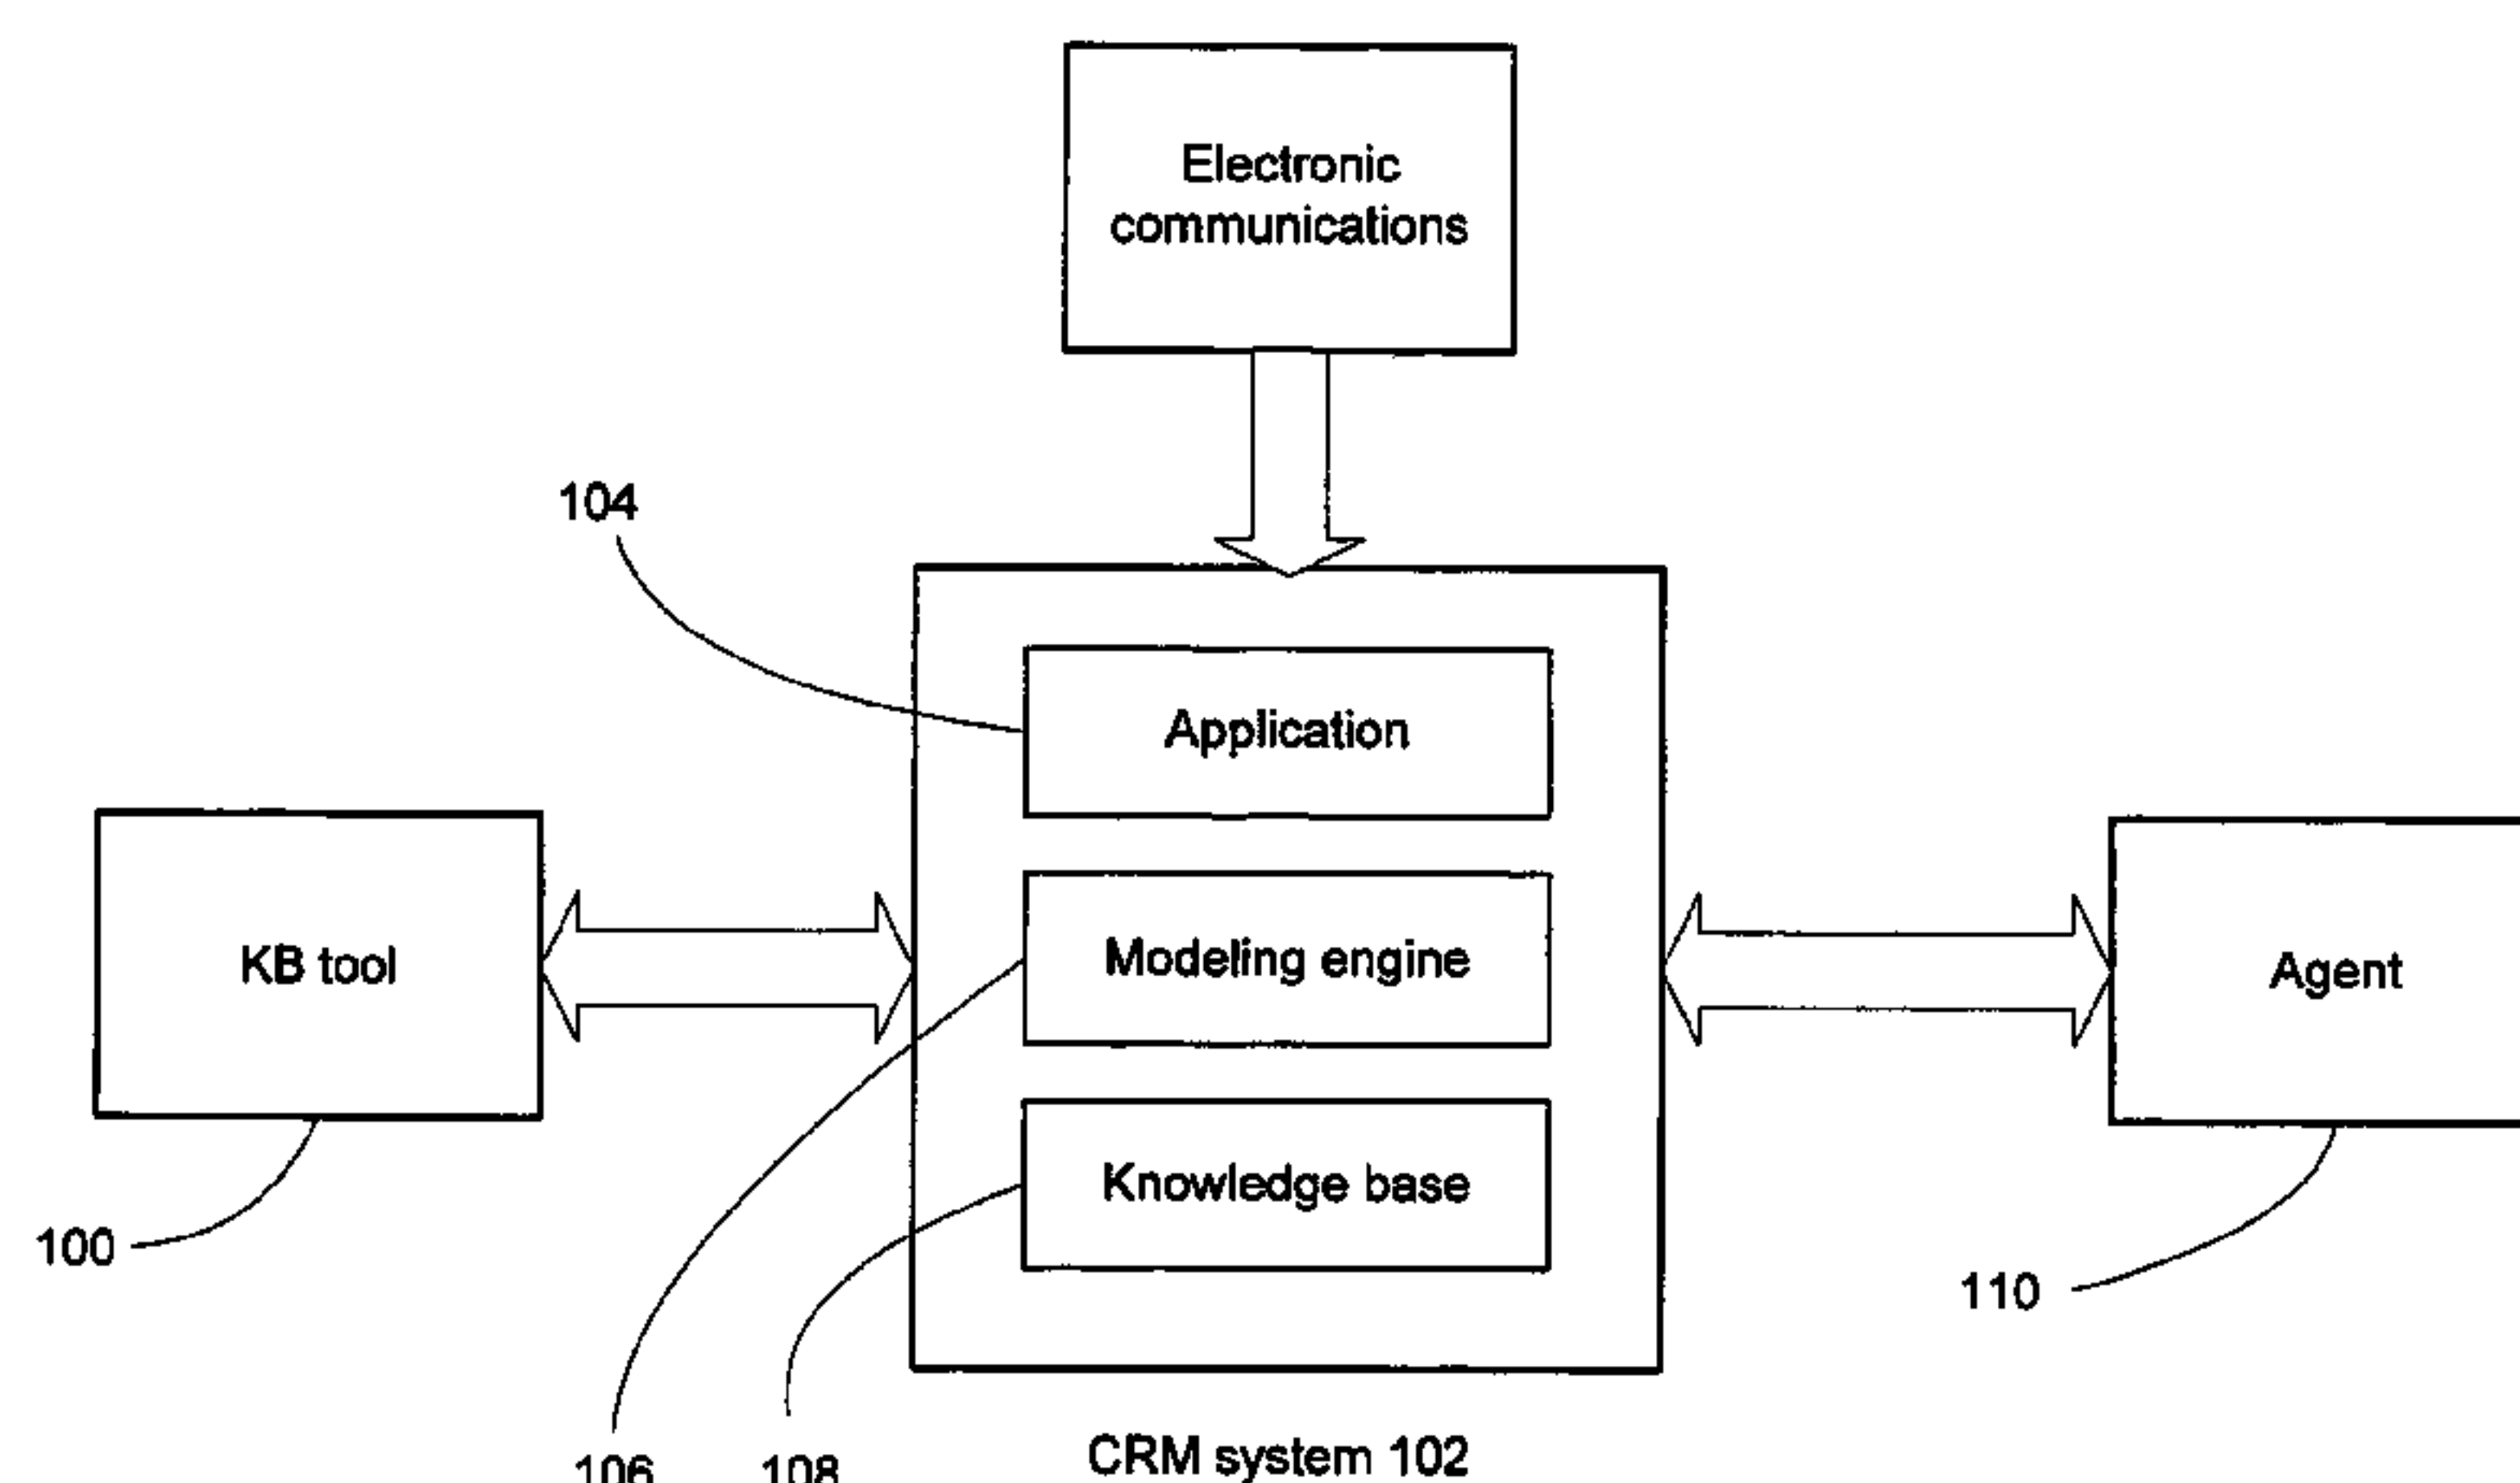 Electronic
communications
104
Application
KB tool
Modeling engine
Agent
Knowledge base
100
110
106
108
CRM system 102